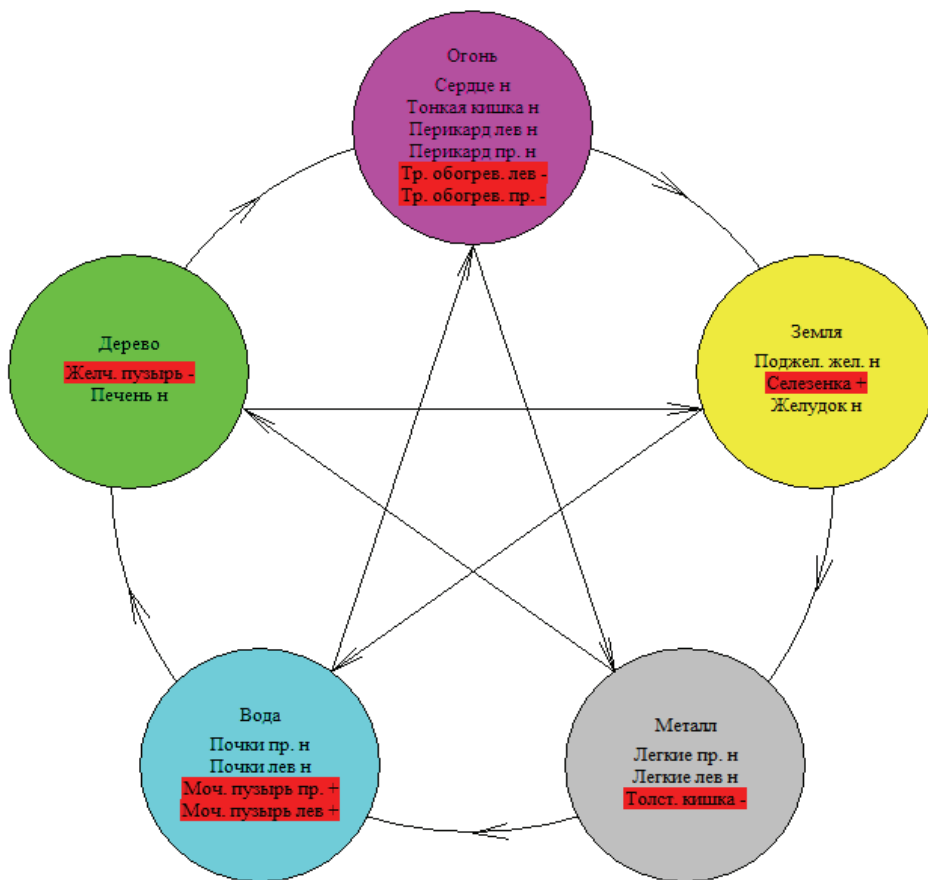 Огонь
Сердце н
Тонкая кишка н
Перикард лев н
Перикард пр. н
Тр. обогрев. лев -
Тр. обогрев. пр. -
Дерево
Желч. пузырь -
Печень н
Земля
Поджел. жел. н
Селезенка +
Желудок н
Вода
Почки пр. н
Почки лев н
Моч. пузырь пр. +
Моч. пузырь лев +
Металл
Легкие пр. н
Легкие лев н
Толст. кишка -